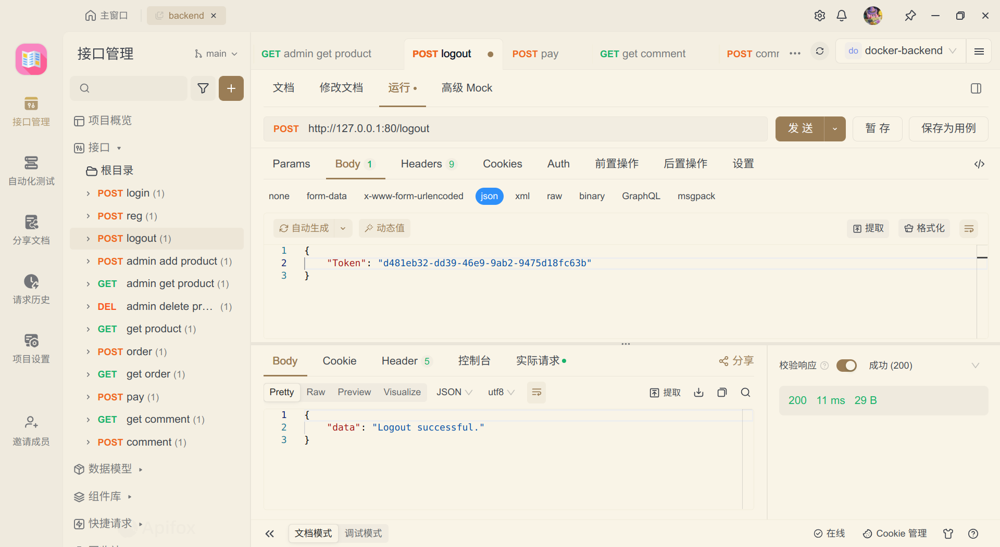 主窗口
backend
接口管理
自动化测试
分享文档
请求历史
项目设置
邀请成员
接口管理
main
项目概览
接口
根目录
POST login (1)
POST reg (1)
POST logout (1)
POST admin add product (1)
GET admin get product (1)
DEL admin delete pr... (1)
GET get product (1)
POST order (1)
GET get order (1)
POST pay (1)
GET get comment (1)
POST comment (1)
数据模型
组件库
快捷请求
Apifox
GET admin get product
POST logout
POST pay
GET get comment
POST comr
do docker-backend
文档 修改文档 运行 高级 Mock
POST http://127.0.0.1:80/logout
发 送
暂 存
保存为用例
Params Body 1 Headers 9 Cookies Auth 前置操作 后置操作 设置
none form-data x-www-form-urlencoded json xml raw binary GraphQL msgpack
自动生成 动态值 提取 格式化
1 {
2 "Token": "d481eb32-dd39-46e9-9ab2-9475d18fc63b"
3 }
Body Cookie Header 5 控制台 实际请求 分享
Pretty Raw Preview Visualize JSON utf8 提取
1 {
2 "data": "Logout successful."
3 }
校验响应 成功 (200)
200 11 ms 29 B
文档模式 调试模式
在线 Cookie 管理